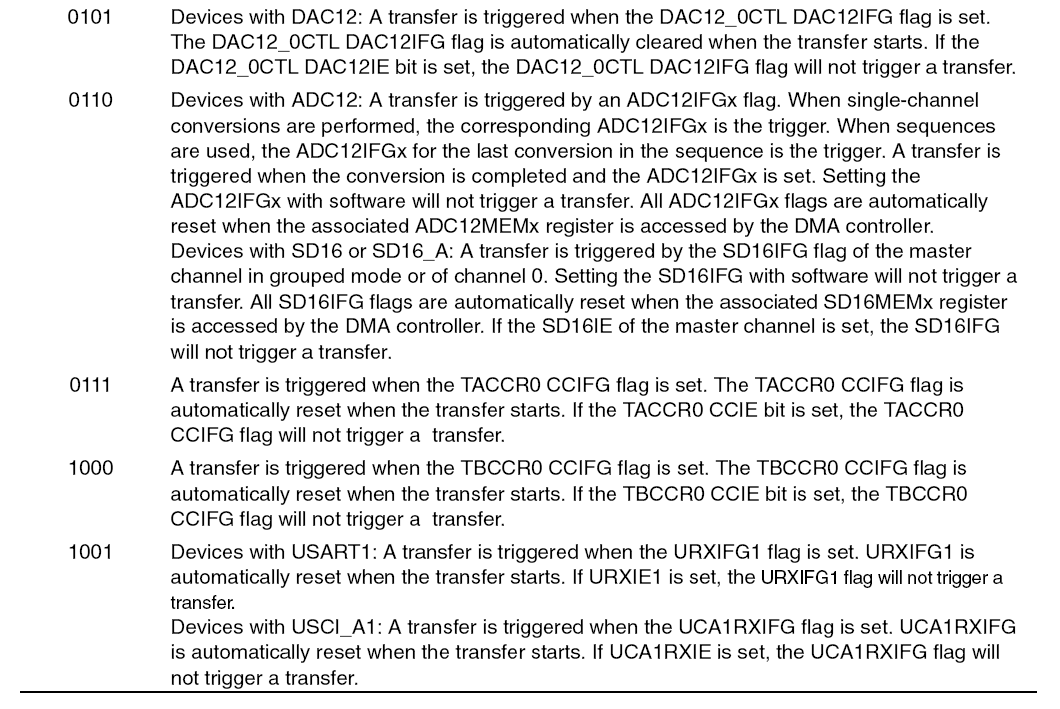 0101 Devices with DAC12: A transfer is triggered when the DAC12_0CTL DAC12IFG flag is set.
The DAC12_0CTL DAC12IFG flag is automatically cleared when the transfer starts. If the
DAC12_0CTL DAC12IE bit is set, the DAC12_0CTL DAC12IFG flag will not trigger a transfer.
0110 Devices with ADC12: A transfer is triggered by an ADC12IFGx flag. When single-channel
conversions are performed, the corresponding ADC12IFGx is the trigger. When sequences
are used, the ADC12IFGx for the last conversion in the sequence is the trigger. A transfer is
triggered when the conversion is completed and the ADC12IFGx is set. Setting the
ADC12IFGx with software will not trigger a transfer. All ADC12IFGx flags are automatically
reset when the associated ADC12MEMx register is accessed by the DMA controller.
Devices with SD16 or SD16_A: A transfer is triggered by the SD16IFG flag of the master
channel in grouped mode or of channel 0. Setting the SD16IFG with software will not trigger a
transfer. All SD16IFG flags are automatically reset when the associated SD16MEMx register
is accessed by the DMA controller. If the SD16IE of the master channel is set, the SD16IFG
will not trigger a transfer.
0111 A transfer is triggered when the TACCR0 CCIFG flag is set. The TACCR0 CCIFG flag is
automatically reset when the transfer starts. If the TACCR0 CCIE bit is set, the TACCR0
CCIFG flag will not trigger a transfer.
1000 A transfer is triggered when the TBCCR0 CCIFG flag is set. The TBCCR0 CCIFG flag is
automatically reset when the transfer starts. If the TBCCR0 CCIE bit is set, the TBCCR0
CCIFG flag will not trigger a transfer.
1001 Devices with USART1: A transfer is triggered when the URXIFG1 flag is set. URXIFG1 is
automatically reset when the transfer starts. If URXIE1 is set, the URXIFG1 flag will not trigger a
transfer.
Devices with USCI_A1: A transfer is triggered when the UCA1RXIFG flag is set. UCA1RXIFG
is automatically reset when the transfer starts. If UCA1RXIE is set, the UCA1RXIFG flag will
not trigger a transfer.